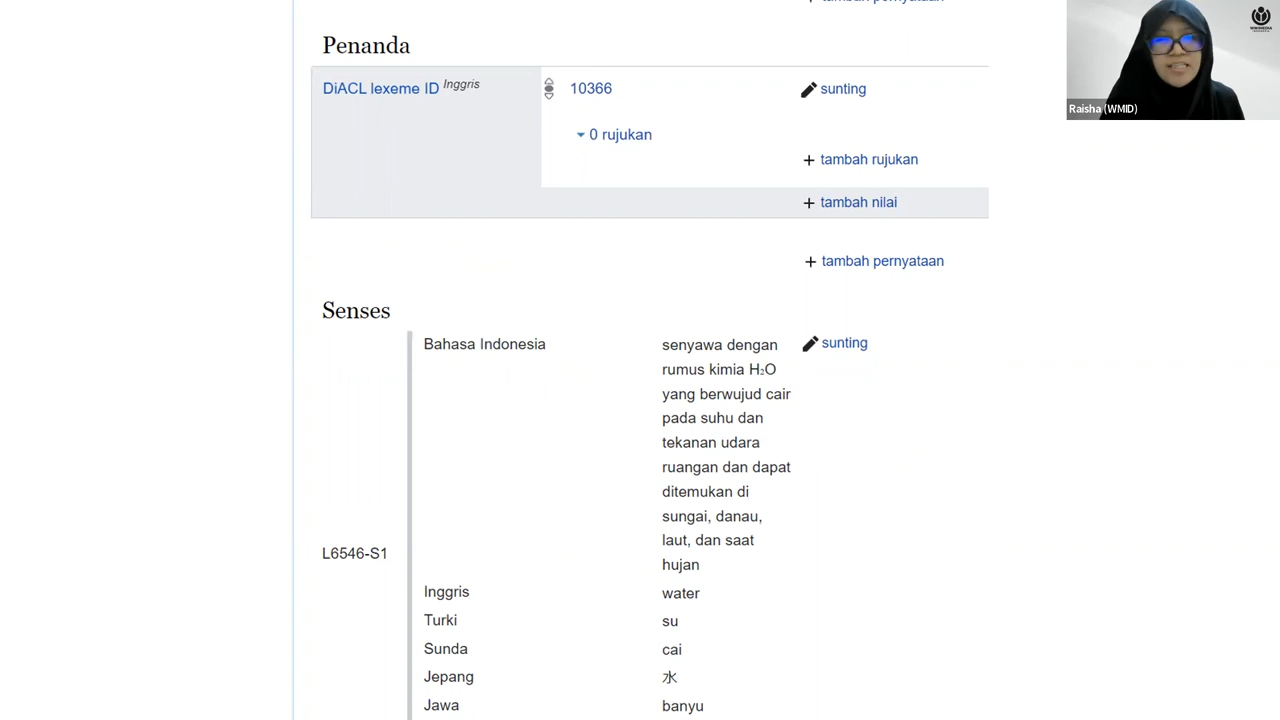 Penanda
DiACL lexeme ID Inggris
10366
sunting
0 rujukan
+ tambah rujukan
+ tambah nilai
+ tambah pernyataan
Senses
L6546-S1
Bahasa Indonesia
senyawa dengan
rumus kimia H₂O
yang berwujud cair
pada suhu dan
tekanan udara
ruangan dan dapat
ditemukan di
sungai, danau,
laut, dan saat
hujan
sunting
Inggris water
Turki su
Sunda cai
Jepang 水
Jawa banyu
Raisha (WMID)